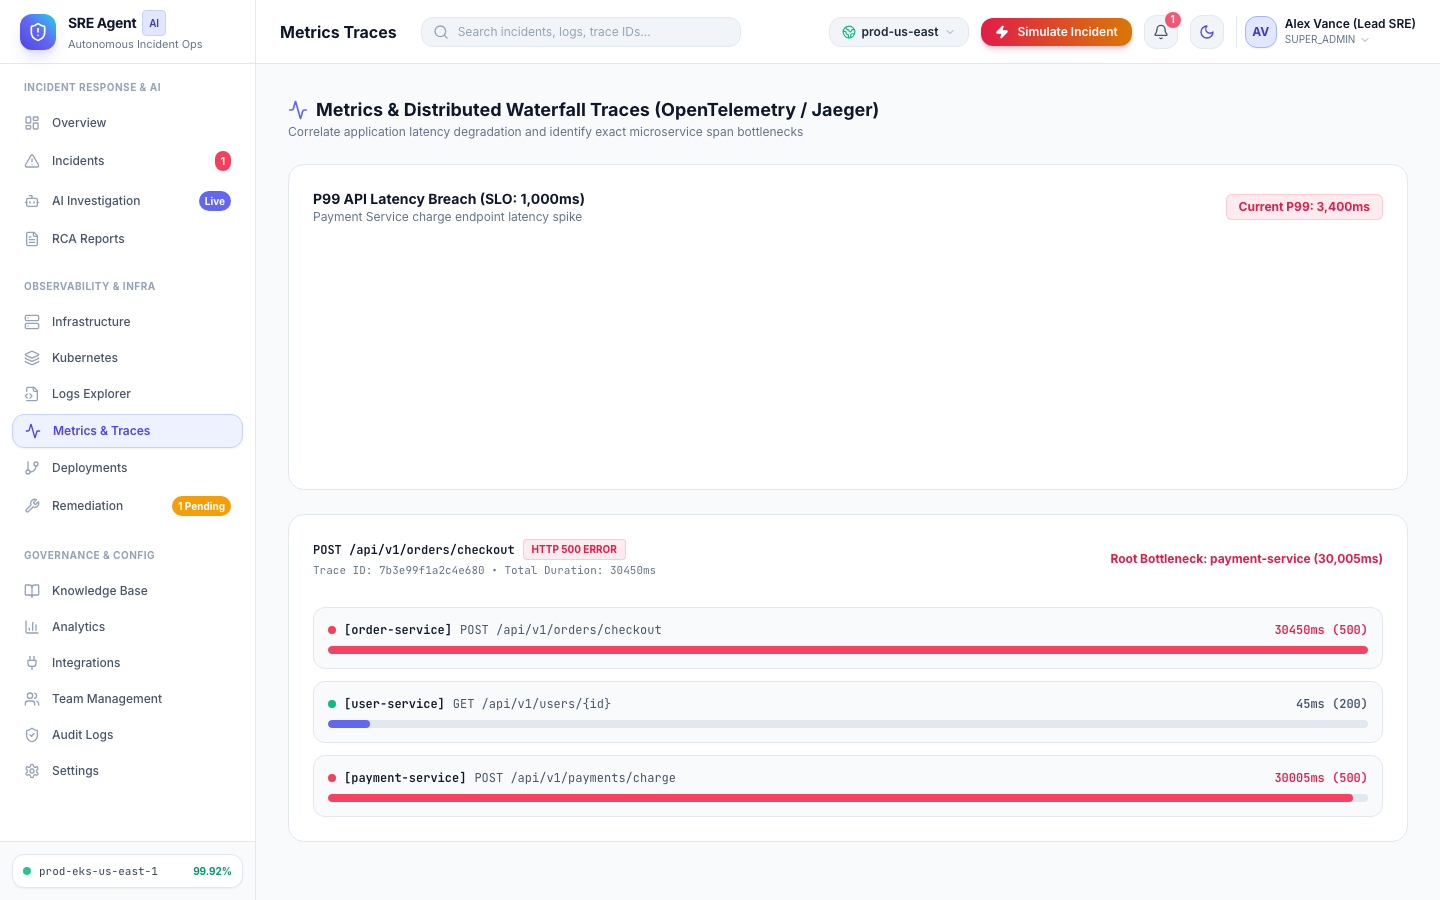 SRE Agent AI
Autonomous Incident Ops
Metrics Traces
Search incidents, logs, trace IDs...
prod-us-east
Simulate Incident
1
AV
Alex Vance (Lead SRE)
SUPER_ADMIN
INCIDENT RESPONSE & AI
Overview
Incidents 1
AI Investigation Live
RCA Reports
OBSERVABILITY & INFRA
Infrastructure
Kubernetes
Logs Explorer
Metrics & Traces
Deployments
Remediation 1 Pending
GOVERNANCE & CONFIG
Knowledge Base
Analytics
Integrations
Team Management
Audit Logs
Settings
prod-eks-us-east-1 99.92%
Metrics & Distributed Waterfall Traces (OpenTelemetry / Jaeger)
Correlate application latency degradation and identify exact microservice span bottlenecks
P99 API Latency Breach (SLO: 1,000ms)
Payment Service charge endpoint latency spike
Current P99: 3,400ms
POST /api/v1/orders/checkout HTTP 500 ERROR
Trace ID: 7b3e99f1a2c4e680 • Total Duration: 30450ms
Root Bottleneck: payment-service (30,005ms)
[order-service] POST /api/v1/orders/checkout 30450ms (500)
[user-service] GET /api/v1/users/{id} 45ms (200)
[payment-service] POST /api/v1/payments/charge 30005ms (500)